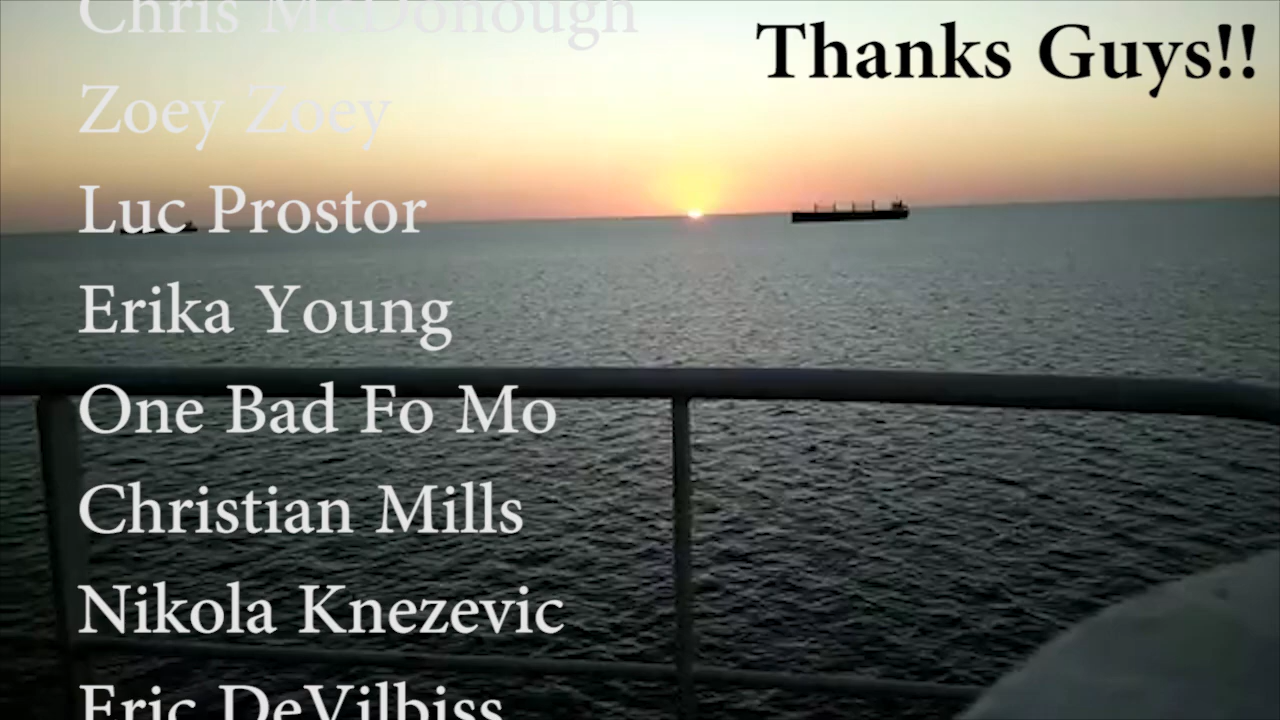 Chris McDonough
Thanks Guys!!
Zoey Zoey
Luc Prostor
Erika Young
One Bad Fo Mo
Christian Mills
Nikola Knezevic
Eric DeVilbiss